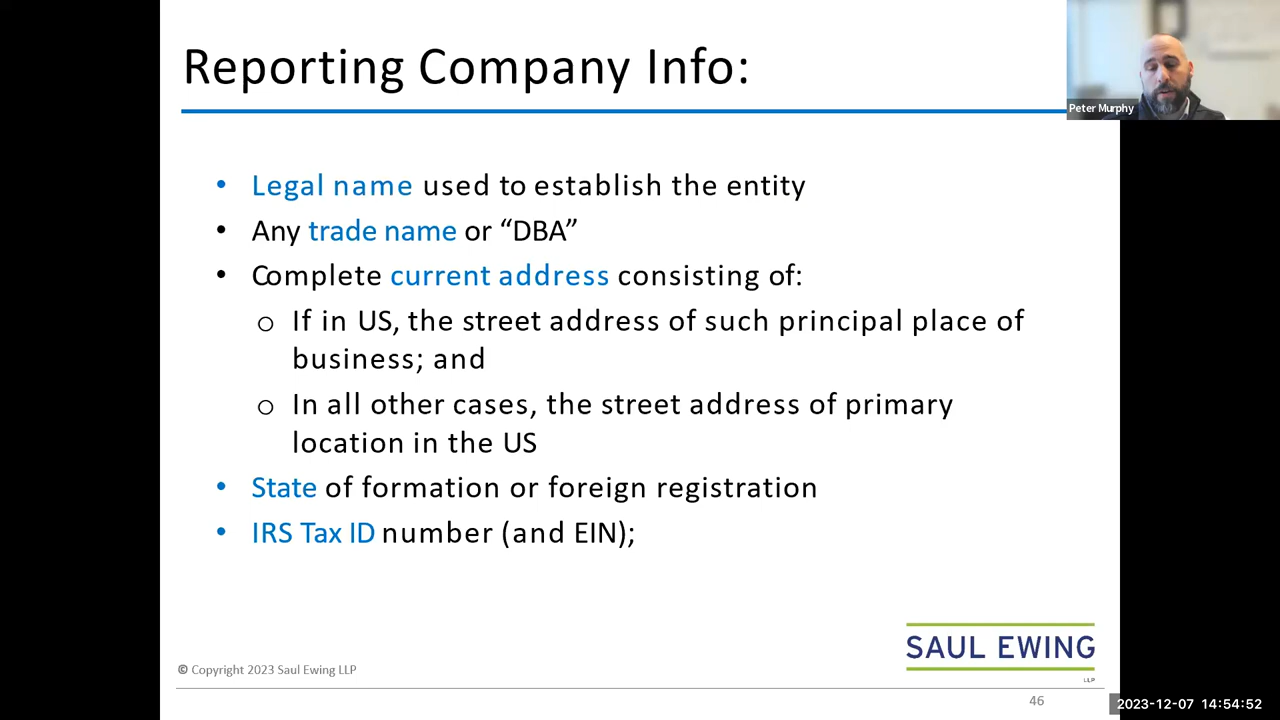 Reporting Company Info:
Peter Murphy
• Legal name used to establish the entity
• Any trade name or “DBA”
• Complete current address consisting of:
o If in US, the street address of such principal place of
business; and
o In all other cases, the street address of primary
location in the US
• State of formation or foreign registration
• IRS Tax ID number (and EIN);
SAUL EWING
LLP
© Copyright 2023 Saul Ewing LLP
46
2023-12-07 14:54:52